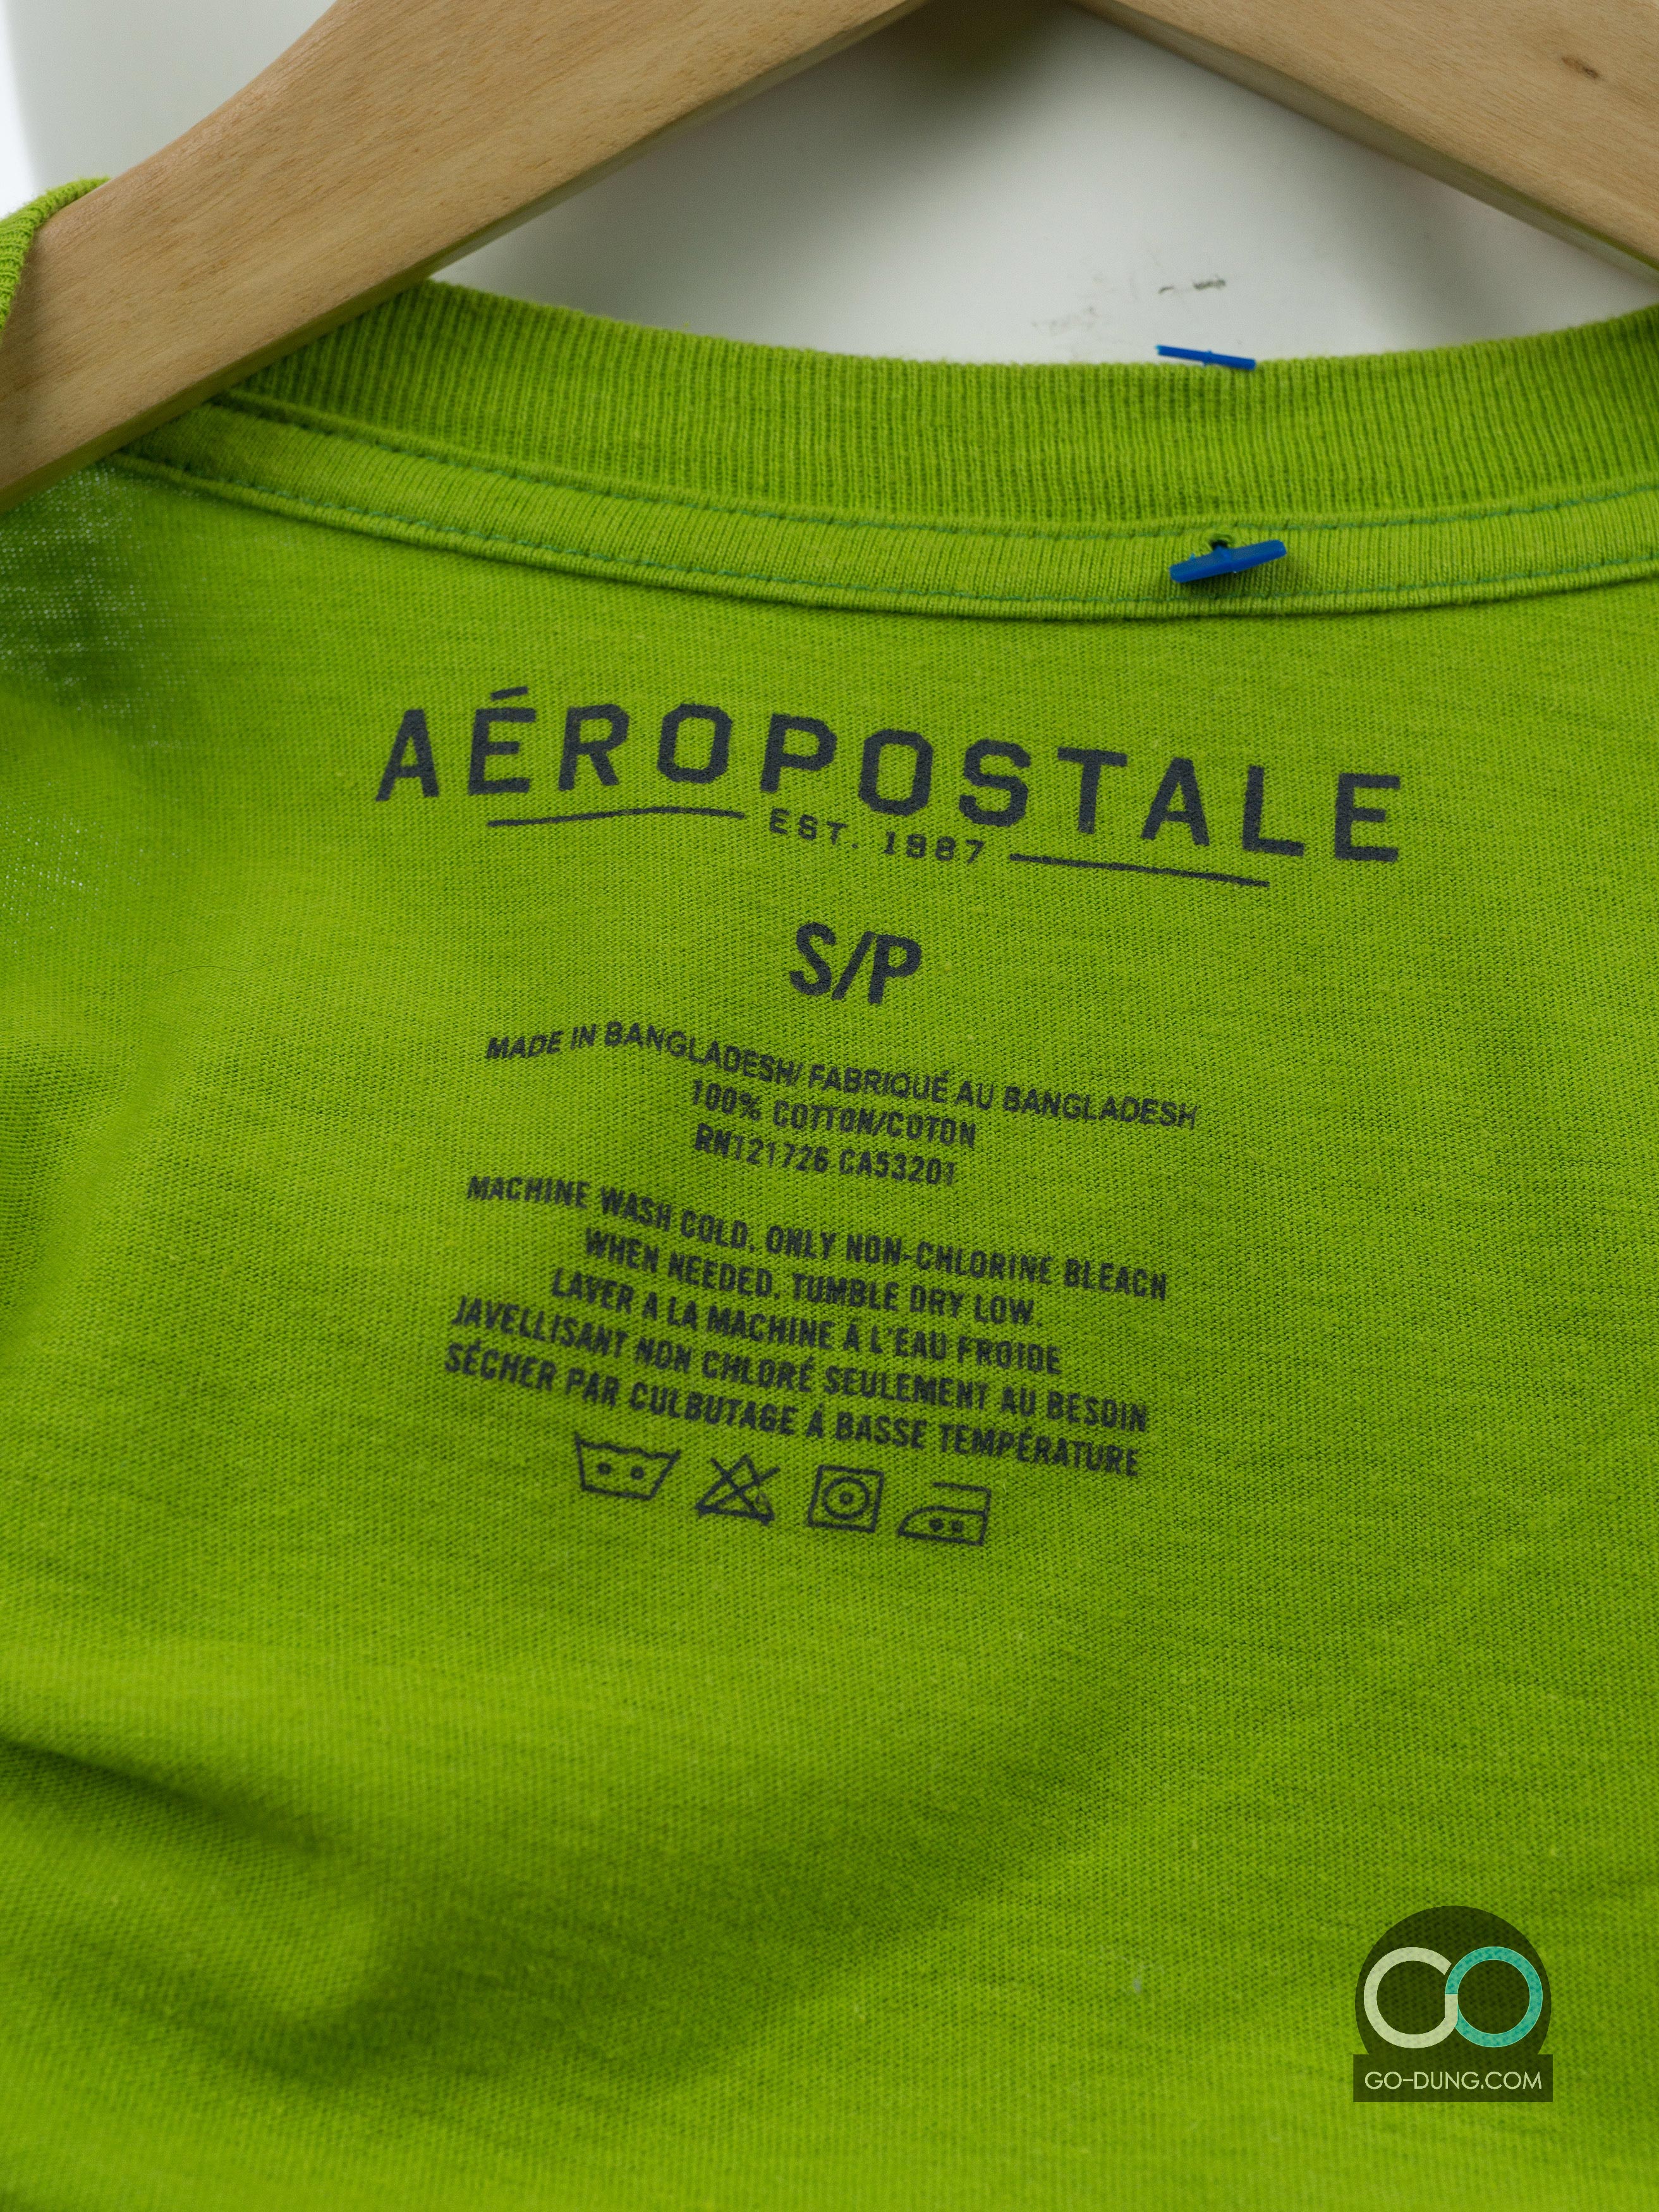 AÉROPOSTALE
EST. 1987
S/P
MADE IN BANGLADESH/ FABRIQUÉ AU BANGLADESH
100% COTTON/COTON
RN121726 CA53201
MACHINE WASH COLD. ONLY NON-CHLORINE BLEACH
WHEN NEEDED. TUMBLE DRY LOW.
LAVER A LA MACHINE À L'EAU FROIDE
JAVELLISANT NON CHLORÉ SEULEMENT AU BESOIN
SÉCHER PAR CULBUTAGE À BASSE TEMPÉRATURE
GO
GO-DUNG.COM